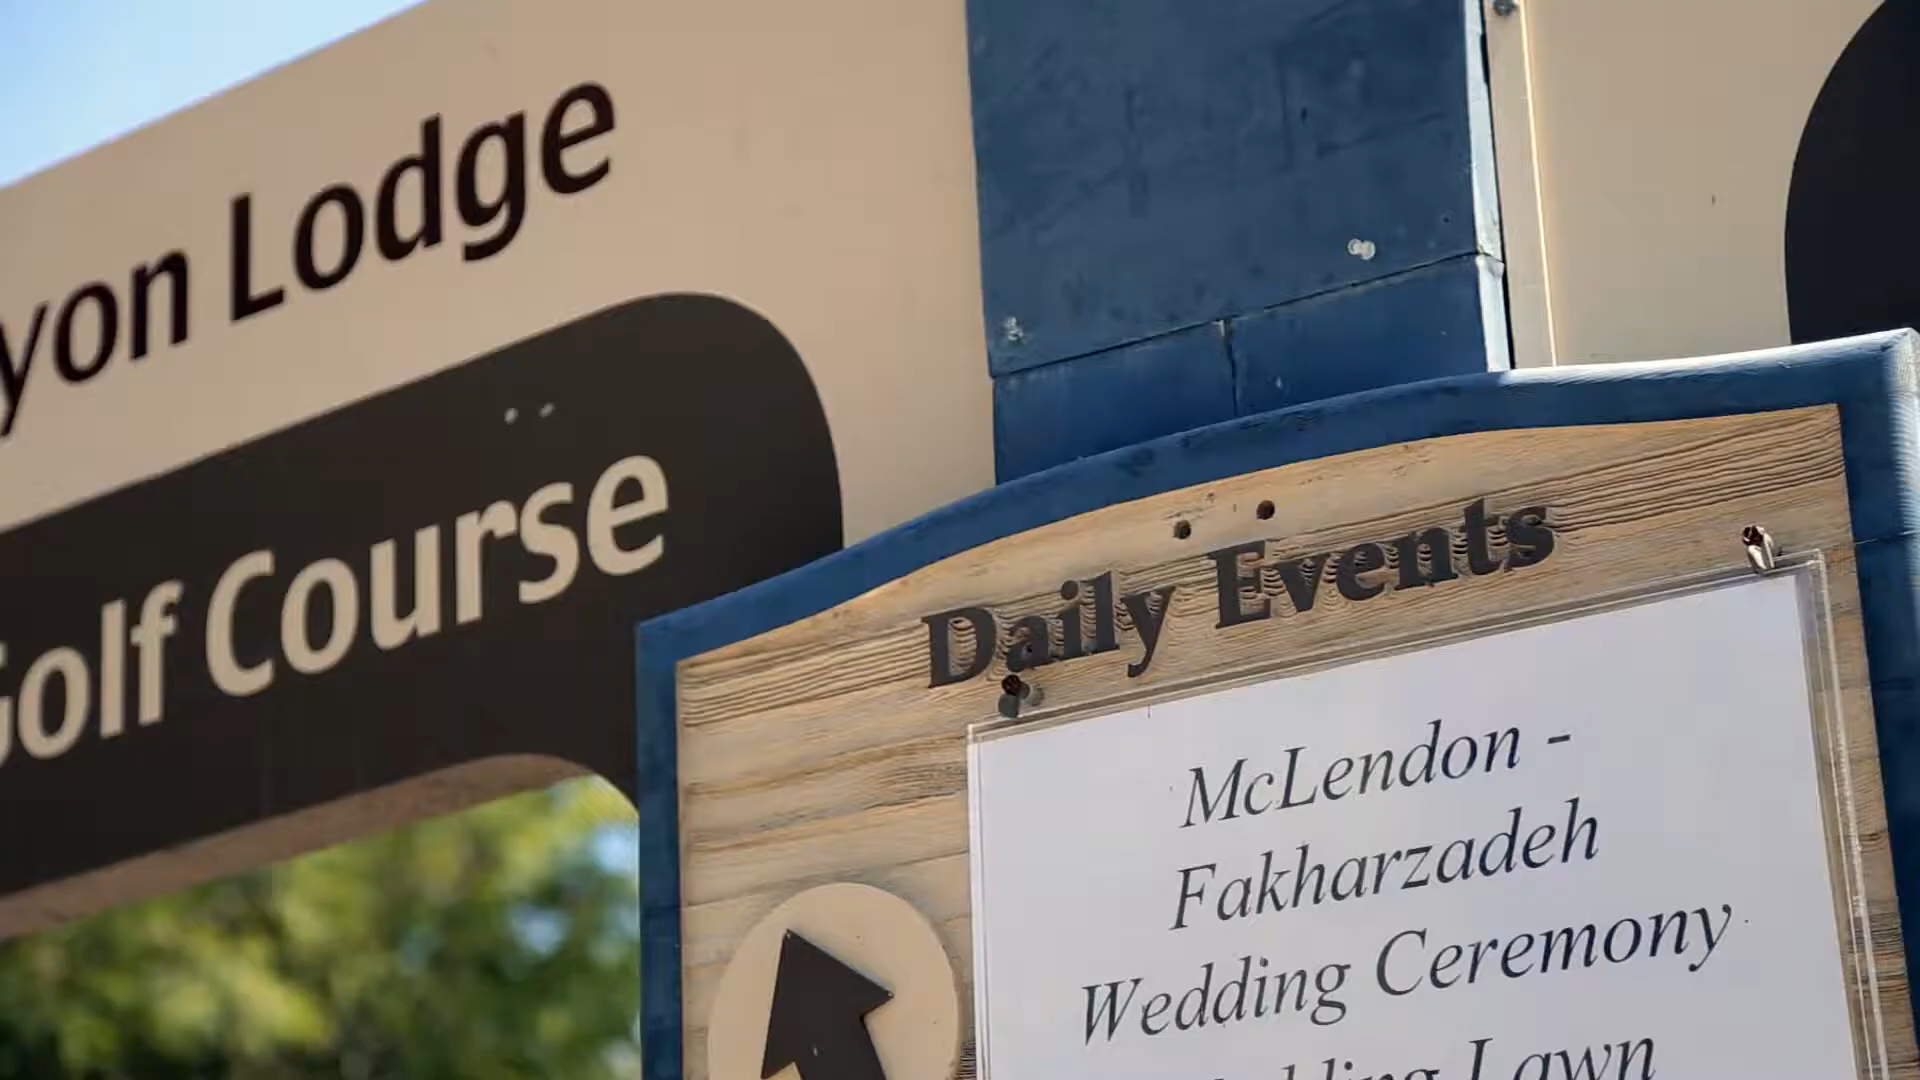 yon Lodge
Golf Course
Daily Events
McLendon -
Fakharzadeh
Wedding Ceremony
Lawn